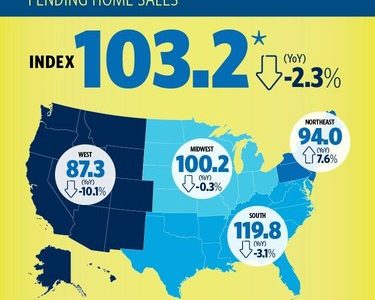 PENDING HOME SALES
INDEX 103.2* (YoY) -2.3%
NORTHEAST
94.0
(YoY)
7.6%
MIDWEST
100.2
(YoY)
-0.3%
WEST
87.3
(YoY)
-10.1%
SOUTH
119.8
(YoY)
-3.1%